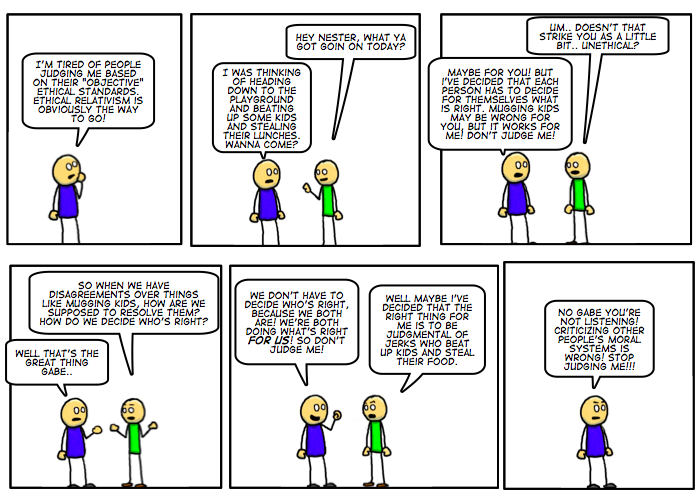 I'M TIRED OF PEOPLE
JUDGING ME BASED
ON THEIR "OBJECTIVE"
ETHICAL STANDARDS.
ETHICAL RELATIVISM IS
OBVIOUSLY THE WAY
TO GO!
HEY NESTER, WHAT YA
GOT GOIN ON TODAY?
I WAS THINKING
OF HEADING
DOWN TO THE
PLAYGROUND
AND BEATING
UP SOME KIDS
AND STEALING
THEIR LUNCHES.
WANNA COME?
UM.. DOESN'T THAT
STRIKE YOU AS A LITTLE
BIT.. UNETHICAL?
MAYBE FOR YOU! BUT
I'VE DECIDED THAT EACH
PERSON HAS TO DECIDE
FOR THEMSELVES WHAT
IS RIGHT. MUGGING KIDS
MAY BE WRONG FOR
YOU, BUT IT WORKS FOR
ME! DON'T JUDGE ME!
SO WHEN WE HAVE
DISAGREEMENTS OVER THINGS
LIKE MUGGING KIDS, HOW ARE WE
SUPPOSED TO RESOLVE THEM?
HOW DO WE DECIDE WHO'S RIGHT?
WELL THAT'S THE
GREAT THING
GABE..
WE DON'T HAVE TO
DECIDE WHO'S RIGHT,
BECAUSE WE BOTH
ARE! WE'RE BOTH
DOING WHAT'S RIGHT
FOR US! SO DON'T
JUDGE ME!
WELL MAYBE I'VE
DECIDED THAT THE
RIGHT THING FOR
ME IS TO BE
JUDGMENTAL OF
JERKS WHO BEAT
UP KIDS AND STEAL
THEIR FOOD.
NO GABE YOU'RE
NOT LISTENING!
CRITICIZING OTHER
PEOPLE'S MORAL
SYSTEMS IS
WRONG! STOP
JUDGING ME!!!